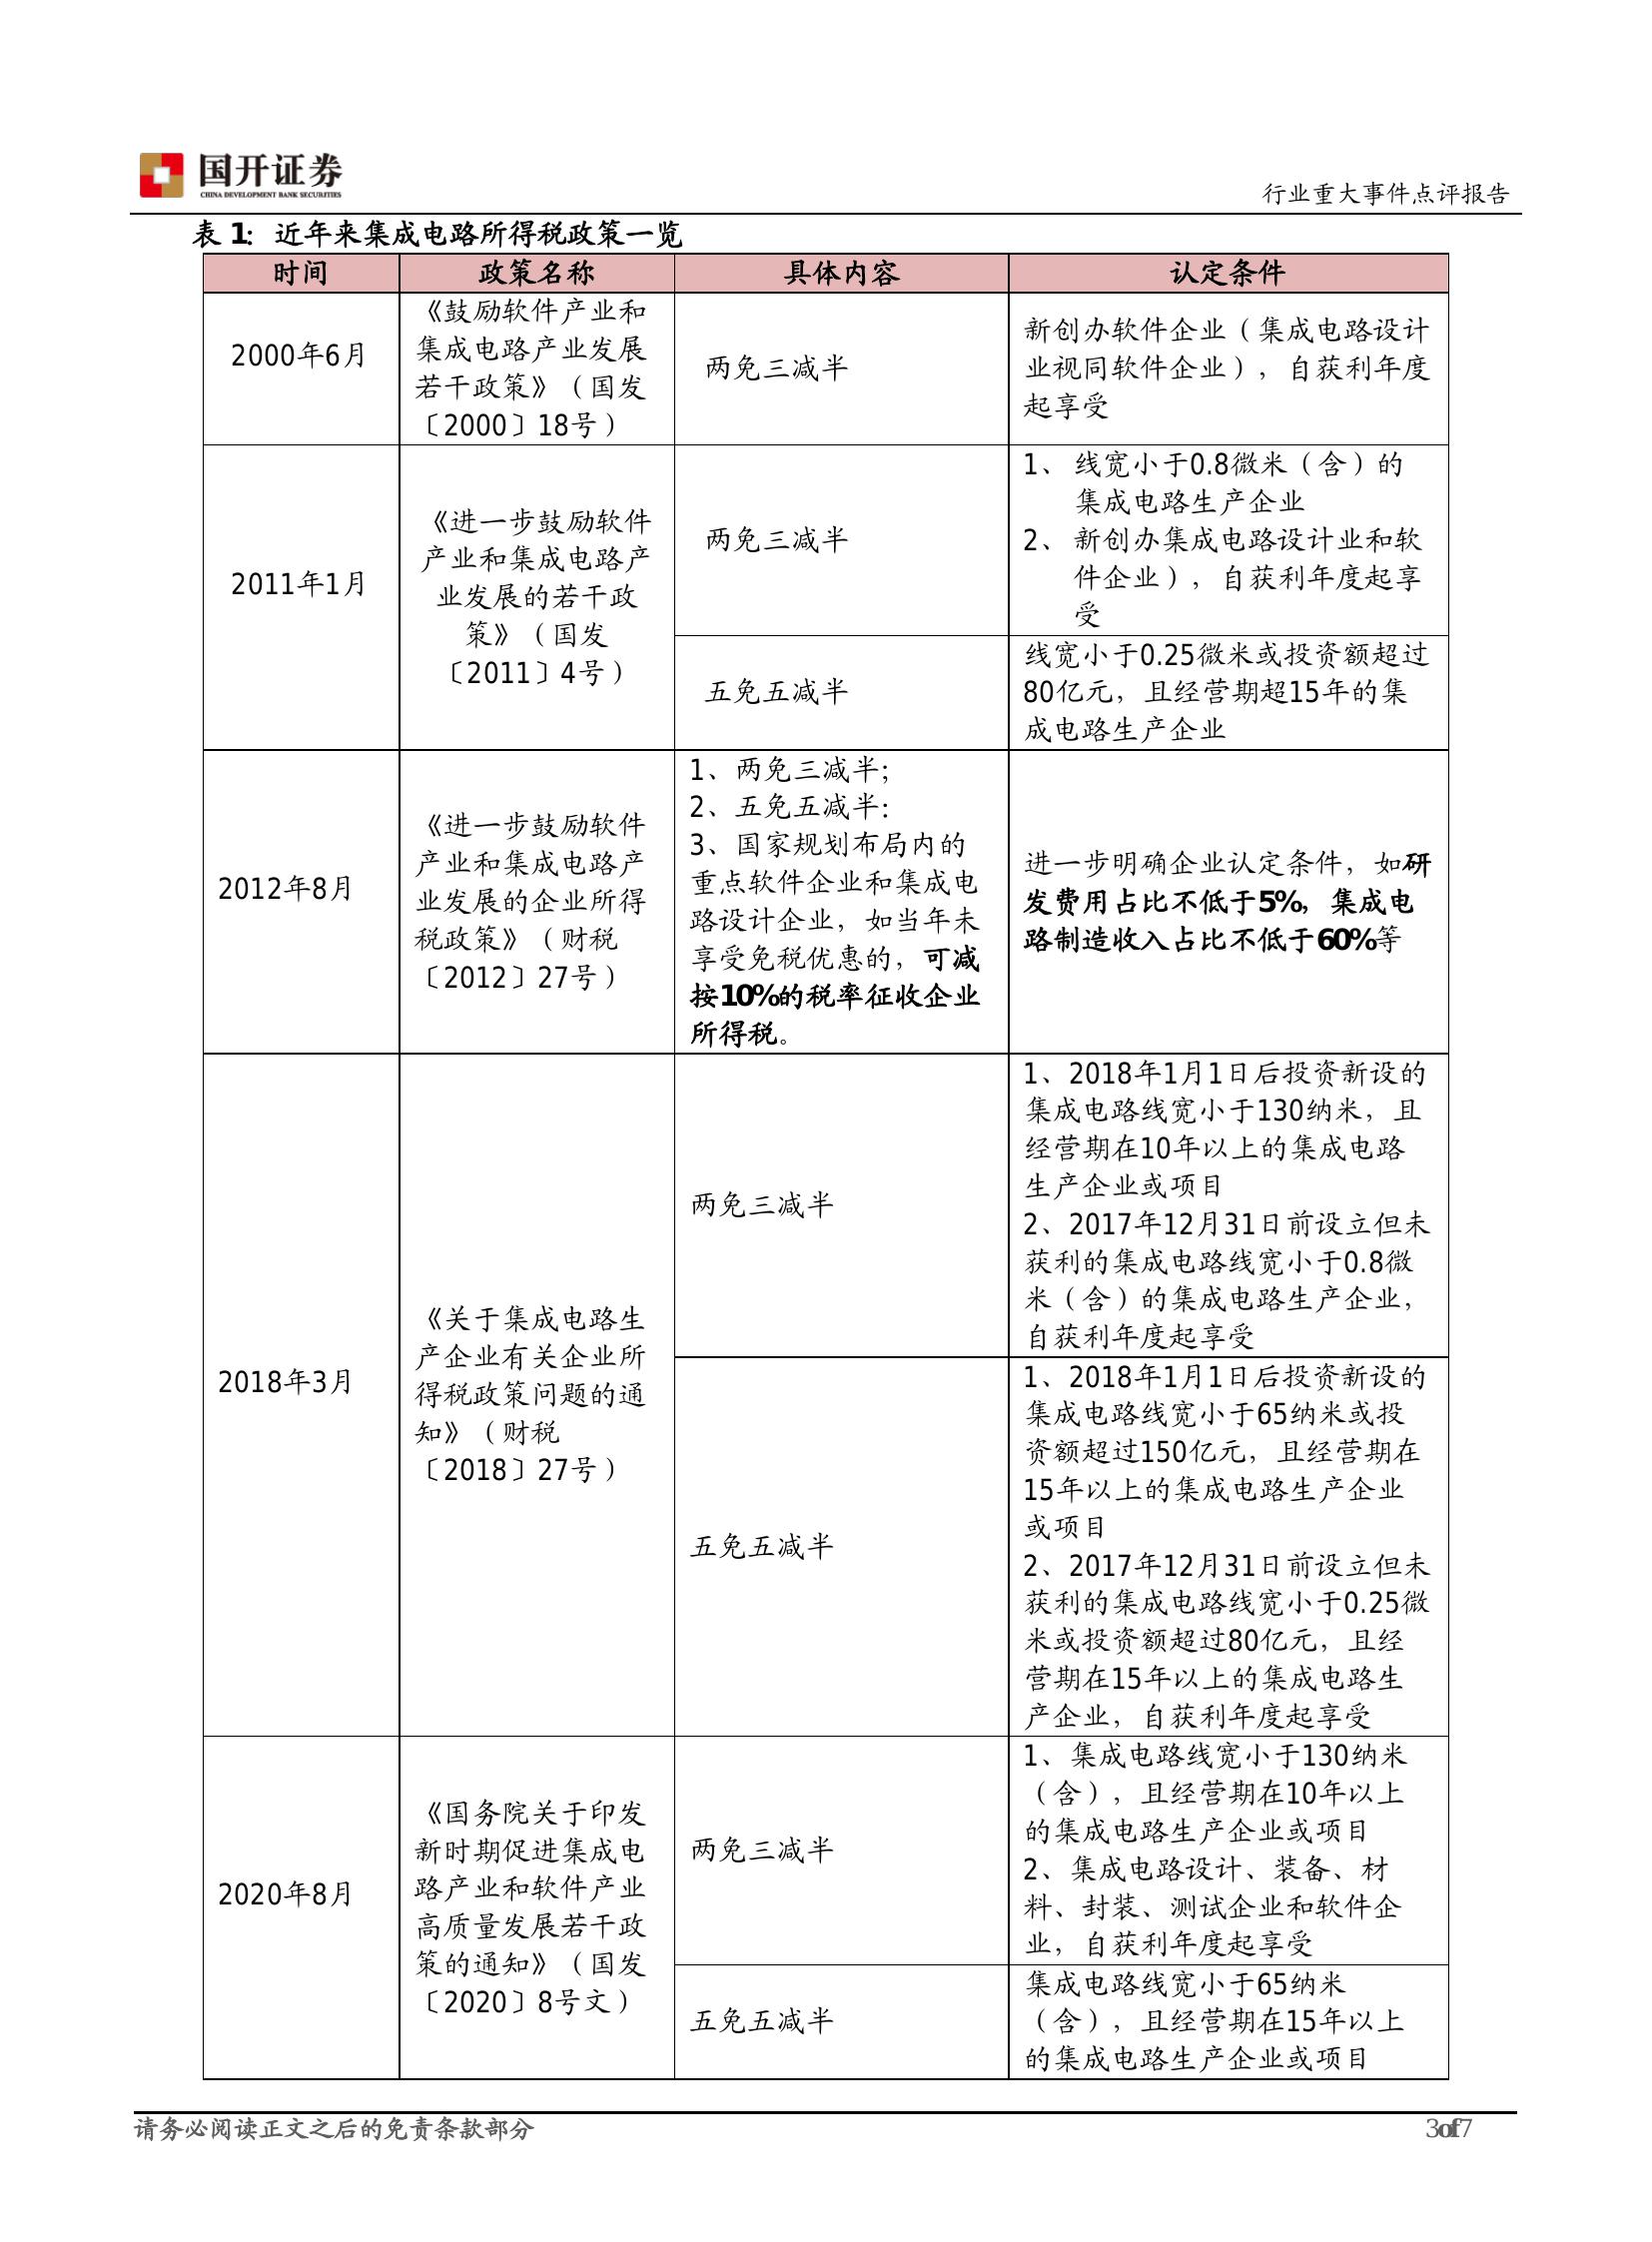 国开证券
CHINA DEVELOPMENT BANK SECURITIES
行业重大事件点评报告
表 1: 近年来集成电路所得税政策一览
时间
政策名称
具体内容
认定条件
2000年6月
《鼓励软件产业和
集成电路产业发展
若干政策》（国发
〔2000〕18号）
两免三减半
新创办软件企业（集成电路设计
业视同软件企业），自获利年度
起享受
2011年1月
《进一步鼓励软件
产业和集成电路产
业发展的若干政
策》（国发
〔2011〕4号）
两免三减半
1、 线宽小于0.8微米（含）的
集成电路生产企业
2、 新创办集成电路设计业和软
件企业），自获利年度起享
受
五免五减半
线宽小于0.25微米或投资额超过
80亿元，且经营期超15年的集
成电路生产企业
2012年8月
《进一步鼓励软件
产业和集成电路产
业发展的企业所得
税政策》（财税
〔2012〕27号）
1、两免三减半；
2、五免五减半：
3、国家规划布局内的
重点软件企业和集成电
路设计企业，如当年未
享受免税优惠的，可减
按10%的税率征收企业
所得税。
进一步明确企业认定条件，如研
发费用占比不低于5%，集成电
路制造收入占比不低于60%等
2018年3月
《关于集成电路生
产企业有关企业所
得税政策问题的通
知》（财税
〔2018〕27号）
两免三减半
1、2018年1月1日后投资新设的
集成电路线宽小于130纳米，且
经营期在10年以上的集成电路
生产企业或项目
2、2017年12月31日前设立但未
获利的集成电路线宽小于0.8微
米（含）的集成电路生产企业，
自获利年度起享受
五免五减半
1、2018年1月1日后投资新设的
集成电路线宽小于65纳米或投
资额超过150亿元，且经营期在
15年以上的集成电路生产企业
或项目
2、2017年12月31日前设立但未
获利的集成电路线宽小于0.25微
米或投资额超过80亿元，且经
营期在15年以上的集成电路生
产企业，自获利年度起享受
2020年8月
《国务院关于印发
新时期促进集成电
路产业和软件产业
高质量发展若干政
策的通知》（国发
〔2020〕8号文）
两免三减半
1、集成电路线宽小于130纳米
（含），且经营期在10年以上
的集成电路生产企业或项目
2、集成电路设计、装备、材
料、封装、测试企业和软件企
业，自获利年度起享受
五免五减半
集成电路线宽小于65纳米
（含），且经营期在15年以上
的集成电路生产企业或项目
请务必阅读正文之后的免责条款部分
3of7